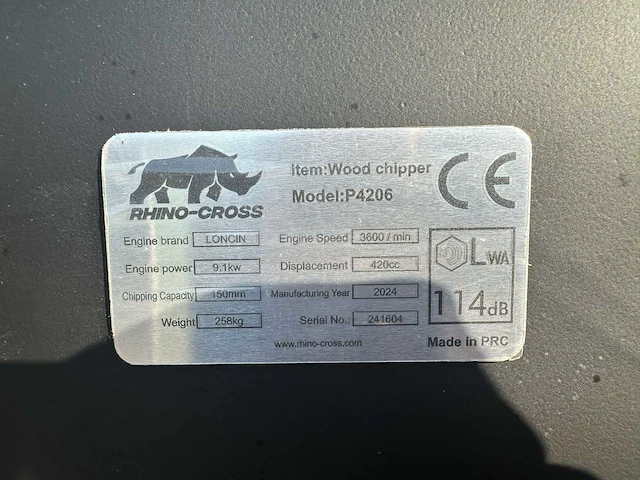 RHINO-CROSS
Item:Wood chipper
Model:P4206
CE
Engine brand LONCIN
Engine Speed 3600 / min
Engine power 9.1kw
Displacement 420cc
Chipping Capacity 150mm
Manufacturing Year 2024
Weight 258kg
Serial No.: 241604
LWA
114dB
www.rhino-cross.com
Made in PRC